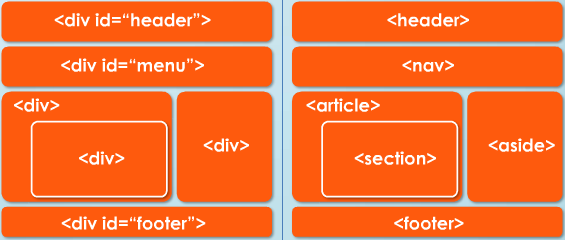 <div id=“header”>
<div id=“menu”>
<div>
<div>
<div>
<div id=“footer”>
<header>
<nav>
<article>
<section>
<aside>
<footer>